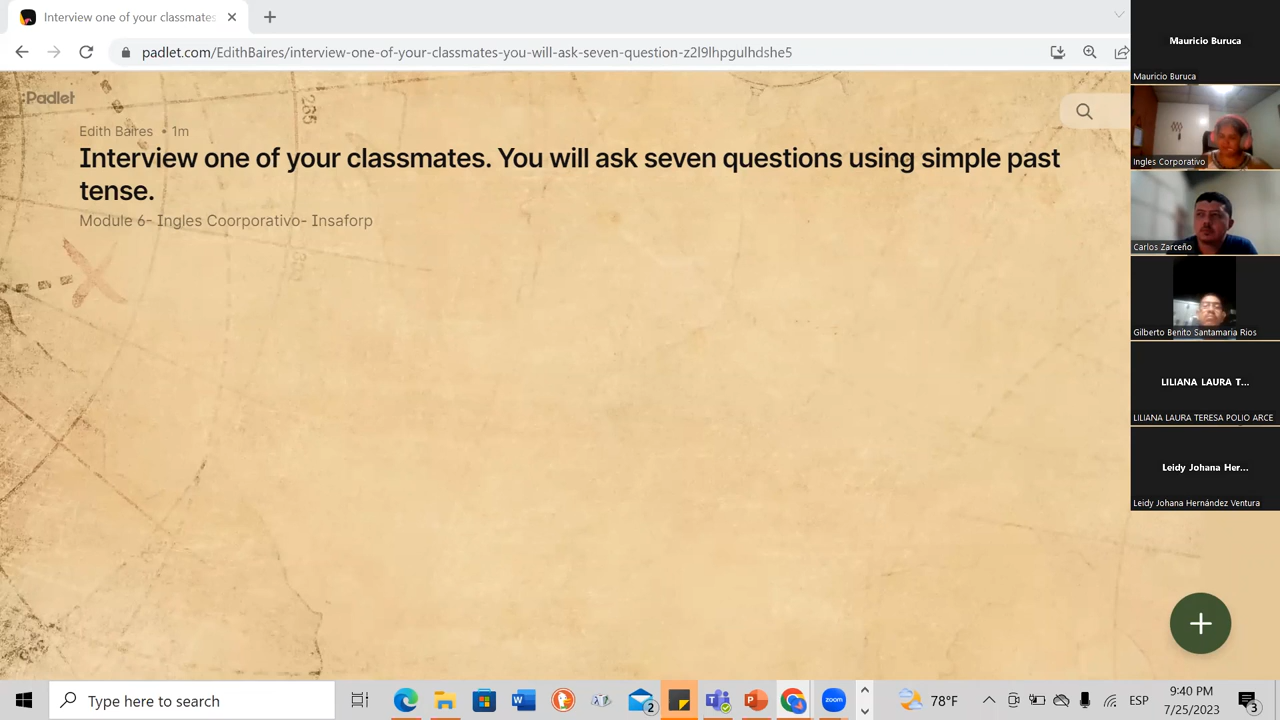 Interview one of your classmates
padlet.com/EdithBaires/interview-one-of-your-classmates-you-will-ask-seven-question-z2l9lhpgulhdshe5
:Padlet
Edith Baires • 1m
Interview one of your classmates. You will ask seven questions using simple past
tense.
Module 6- Ingles Coorporativo- Insaforp
Mauricio Buruca
Mauricio Buruca
Ingles Corporativo
Carlos Zarceño
Gilberto Benito Santamaria Rios
LILIANA LAURA T...
LILIANA LAURA TERESA POLIO ARCE
Leidy Johana Her...
Leidy Johana Hernández Ventura
Type here to search
2
zoom
78°F
ESP
9:40 PM
7/25/2023
3